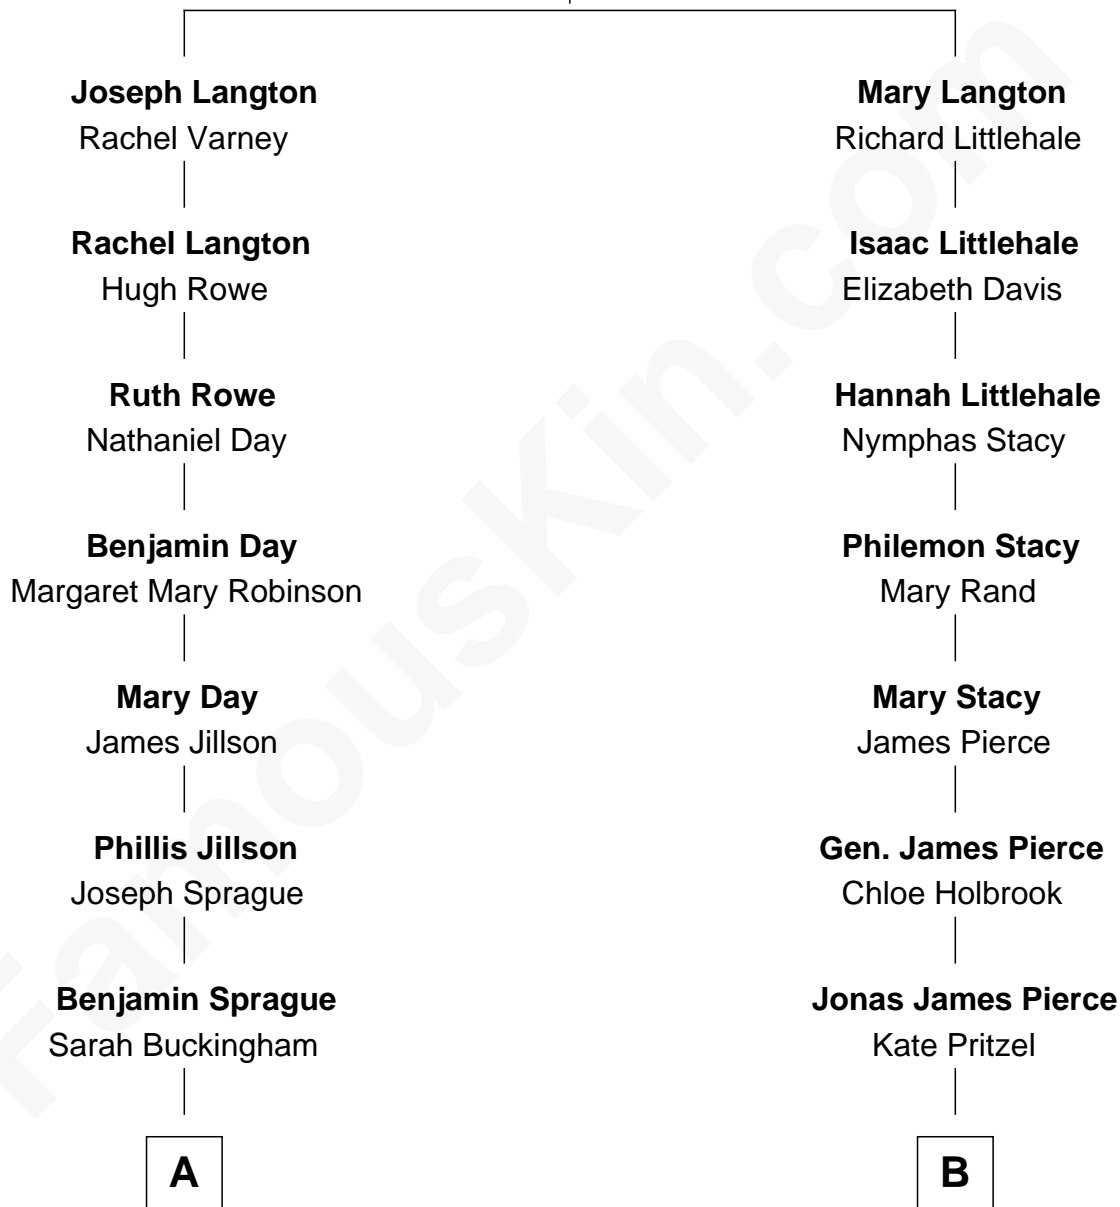 Joseph Langton
Rachel Varney
Rachel Langton
Hugh Rowe
Ruth Rowe
Nathaniel Day
Benjamin Day
Margaret Mary Robinson
Mary Day
James Jillson
Phillis Jillson
Joseph Sprague
Benjamin Sprague
Sarah Buckingham
A
Mary Langton
Richard Littlehale
Isaac Littlehale
Elizabeth Davis
Hannah Littlehale
Nymphas Stacy
Philemon Stacy
Mary Rand
Mary Stacy
James Pierce
Gen. James Pierce
Chloe Holbrook
Jonas James Pierce
Kate Pritzel
B
FamousKin.com